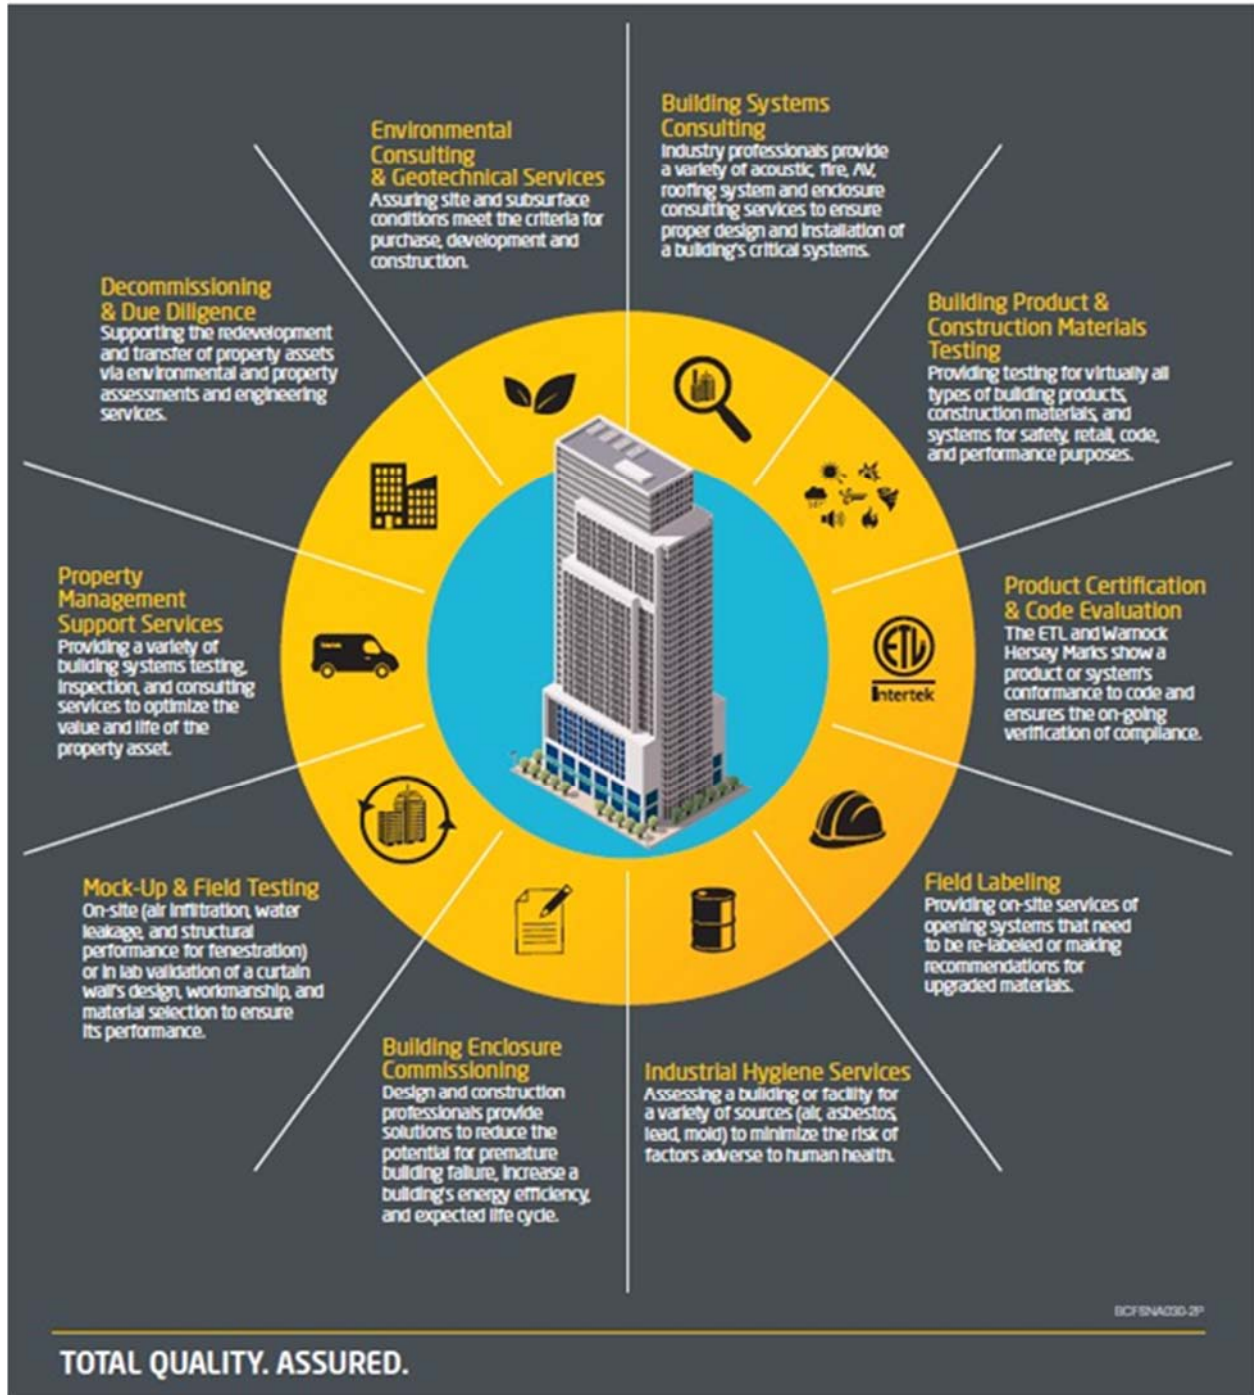 Building Systems
Consulting
Industry professionals provide
a variety of acoustic, fire, AV,
roofing system and enclosure
consulting services to ensure
proper design and installation of
a building's critical systems.
Building Product &
Construction Materials
Testing
Providing testing for virtually all
types of building products,
construction materials, and
systems for safety, retail, code,
and performance purposes.
Product Certification
& Code Evaluation
The ETL and Warnock
Hersey Marks show a
product or system's
conformance to code and
ensures the on-going
verification of compliance.
Field Labeling
Providing on-site services of
opening systems that need
to be re-labeled or making
recommendations for
upgraded materials.
Industrial Hygiene Services
Assessing a building or facility for
a variety of sources (air, asbestos,
lead, mold) to minimize the risk of
factors adverse to human health.
Building Enclosure
Commissioning
Design and construction
professionals provide
solutions to reduce the
potential for premature
building failure, increase a
building's energy efficiency,
and expected life cycle.
Mock-Up & Field Testing
On-site (air infiltration, water
leakage, and structural
performance for fenestration)
or in lab validation of a curtain
wall's design, workmanship, and
material selection to ensure
its performance.
Property
Management
Support Services
Providing a variety of
building systems testing,
inspection, and consulting
services to optimize the
value and life of the
property asset.
Decommissioning
& Due Diligence
Supporting the redevelopment
and transfer of property assets
via environmental and property
assessments and engineering
services.
Environmental
Consulting
& Geotechnical Services
Assuring site and subsurface
conditions meet the criteria for
purchase, development and
construction.
ETL
Intertek
BCFSNA030-2P
TOTAL QUALITY. ASSURED.